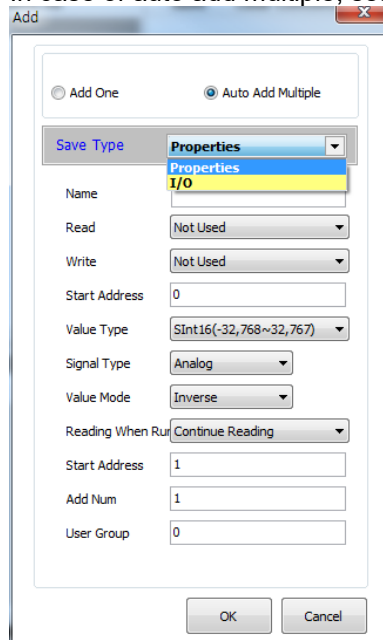 Add
Add One
Auto Add Multiple
Save Type
Properties
Properties
I/O
Name
Read
Not Used
Write
Not Used
Start Address
0
Value Type
SInt16(-32,768~32,767)
Signal Type
Analog
Value Mode
Inverse
Reading When Rur
Continue Reading
Start Address
1
Add Num
1
User Group
0
OK
Cancel